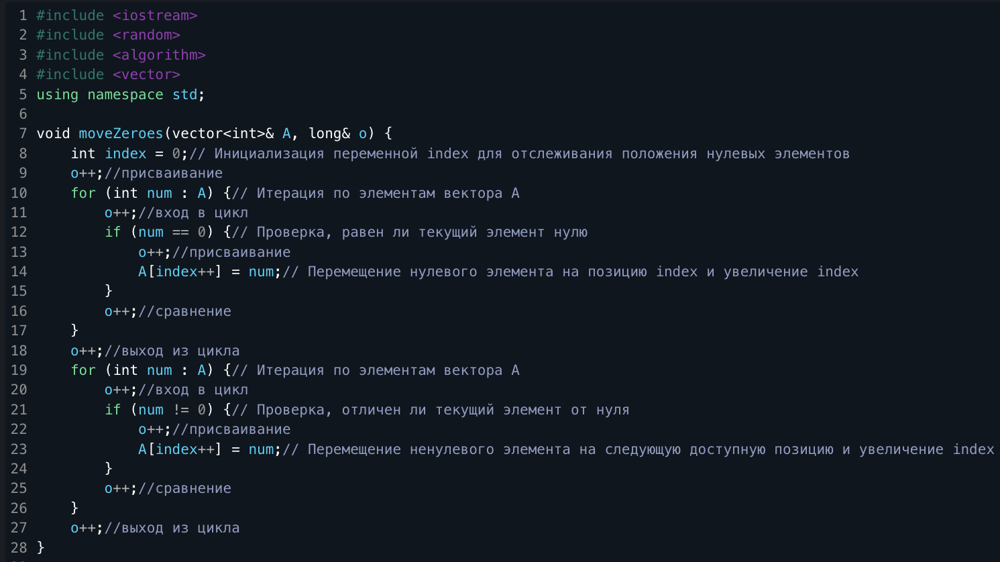 1 #include <iostream>
2 #include <random>
3 #include <algorithm>
4 #include <vector>
5 using namespace std;
6
7 void moveZeroes(vector<int>& A, long& o) {
8     int index = 0;// Инициализация переменной index для отслеживания положения нулевых элементов
9     o++;//присваивание
10     for (int num : A) {// Итерация по элементам вектора A
11         o++;//вход в цикл
12         if (num == 0) {// Проверка, равен ли текущий элемент нулю
13             o++;//присваивание
14             A[index++] = num;// Перемещение нулевого элемента на позицию index и увеличение index
15         }
16         o++;//сравнение
17     }
18     o++;//выход из цикла
19     for (int num : A) {// Итерация по элементам вектора A
20         o++;//вход в цикл
21         if (num != 0) {// Проверка, отличен ли текущий элемент от нуля
22             o++;//присваивание
23             A[index++] = num;// Перемещение ненулевого элемента на следующую доступную позицию и увеличение index
24         }
25         o++;//сравнение
26     }
27     o++;//выход из цикла
28 }